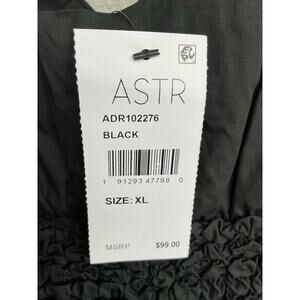 ASTR
ADR102276
BLACK
1 91293 47798 0
SIZE: XL
MSRP $99.00